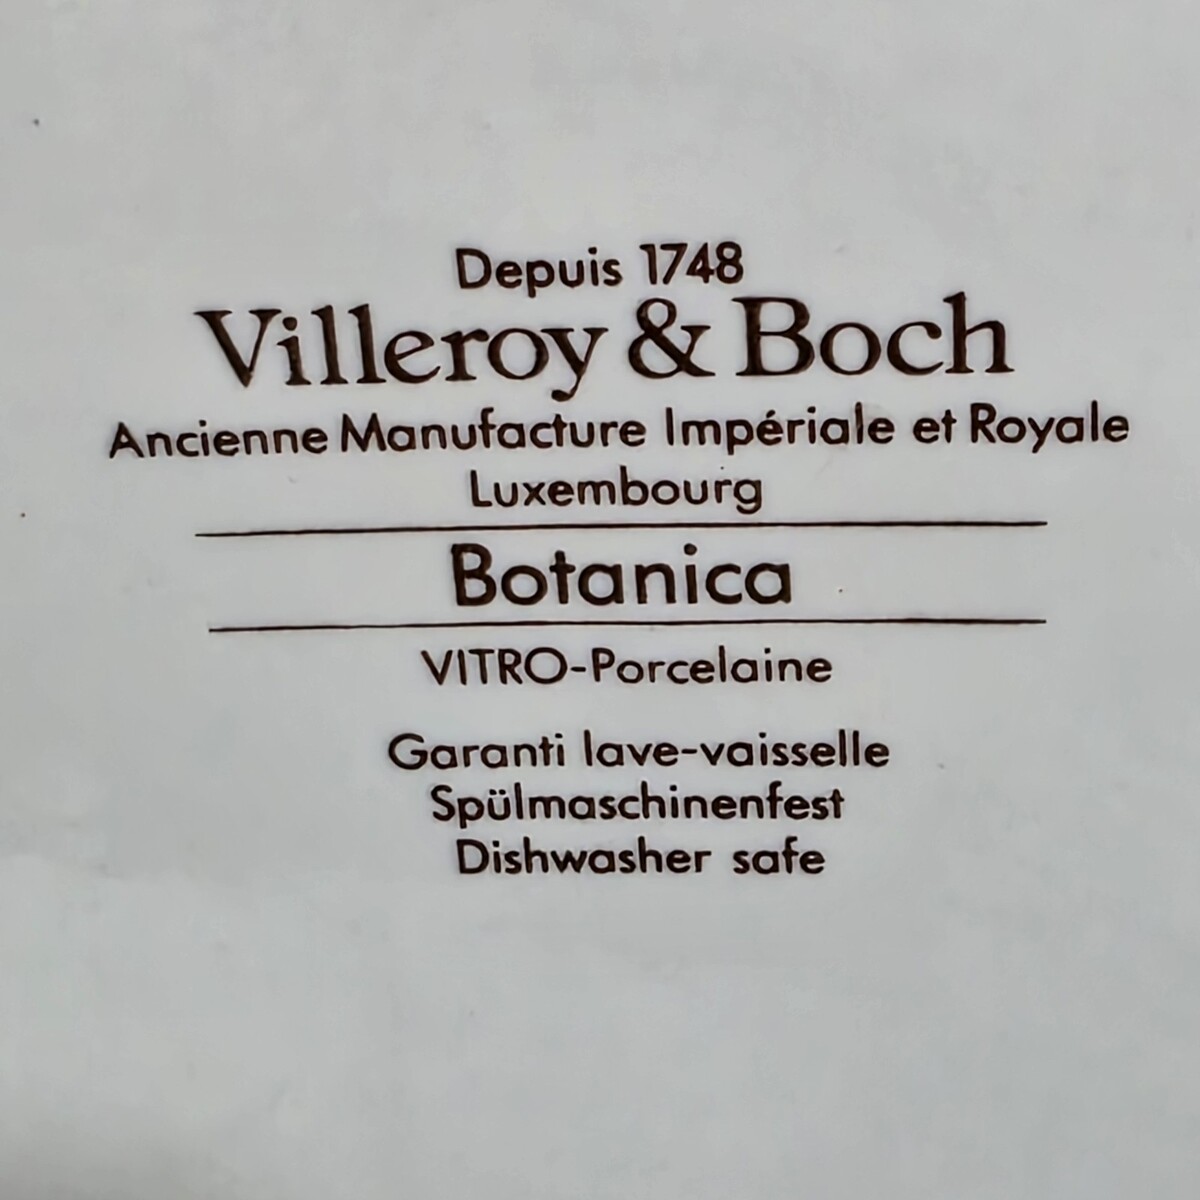 Depuis 1748
Villeroy & Boch
Ancienne Manufacture Impériale et Royale
Luxembourg
Botanica
VITRO-Porcelaine
Garanti lave-vaisselle
Spülmaschinenfest
Dishwasher safe